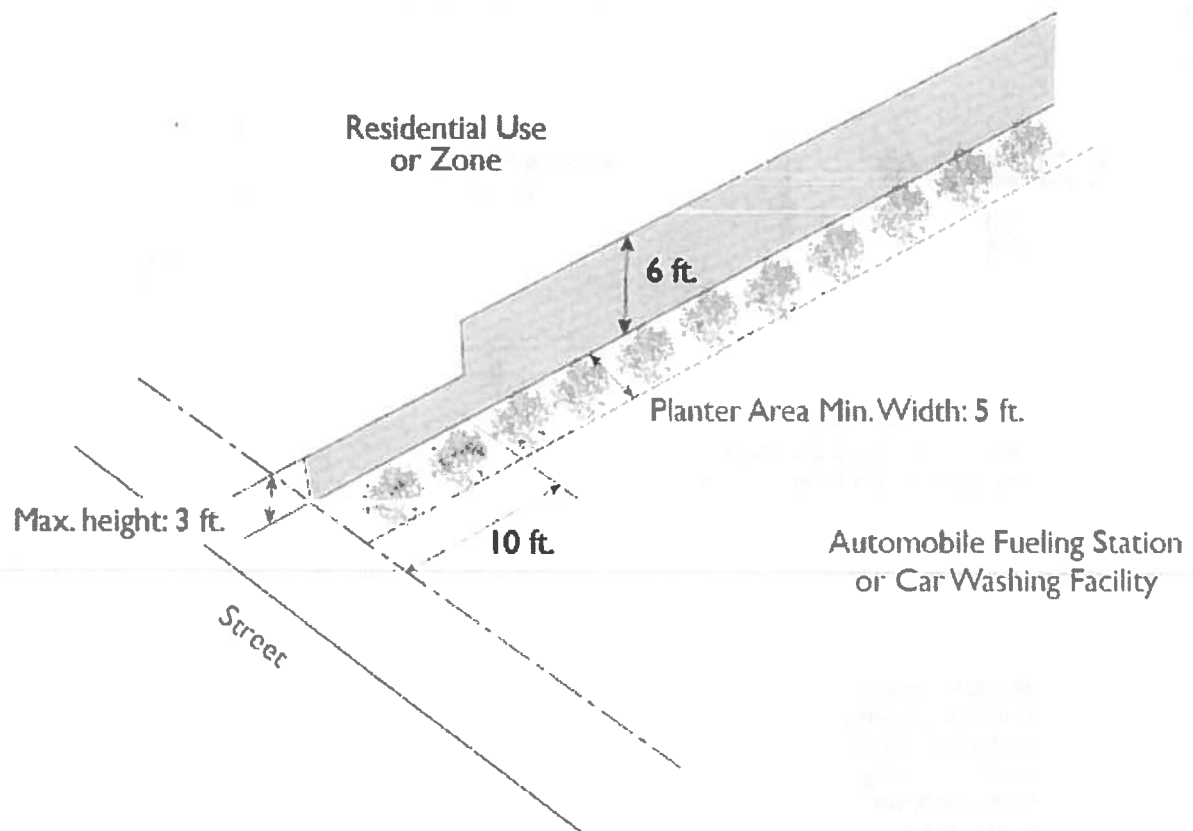 Residential Use
or Zone
6 ft.
Planter Area Min. Width: 5 ft.
Max. height: 3 ft.
10 ft.
Automobile Fueling Station
or Car Washing Facility
Street